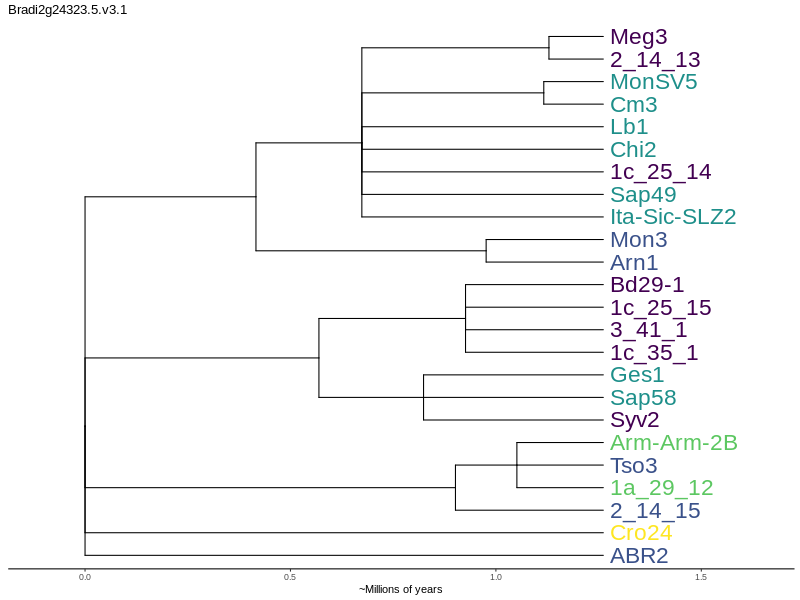 Bradi2g24323.5.v3.1
Meg3
2_14_13
MonSV5
Cm3
Lb1
Chi2
1c_25_14
Sap49
Ita-Sic-SLZ2
Mon3
Arn1
Bd29-1
1c_25_15
3_41_1
1c_35_1
Ges1
Sap58
Syv2
Arm-Arm-2B
Tso3
1a_29_12
2_14_15
Cro24
ABR2
0.0 0.5 1.0 1.5
~Millions of years